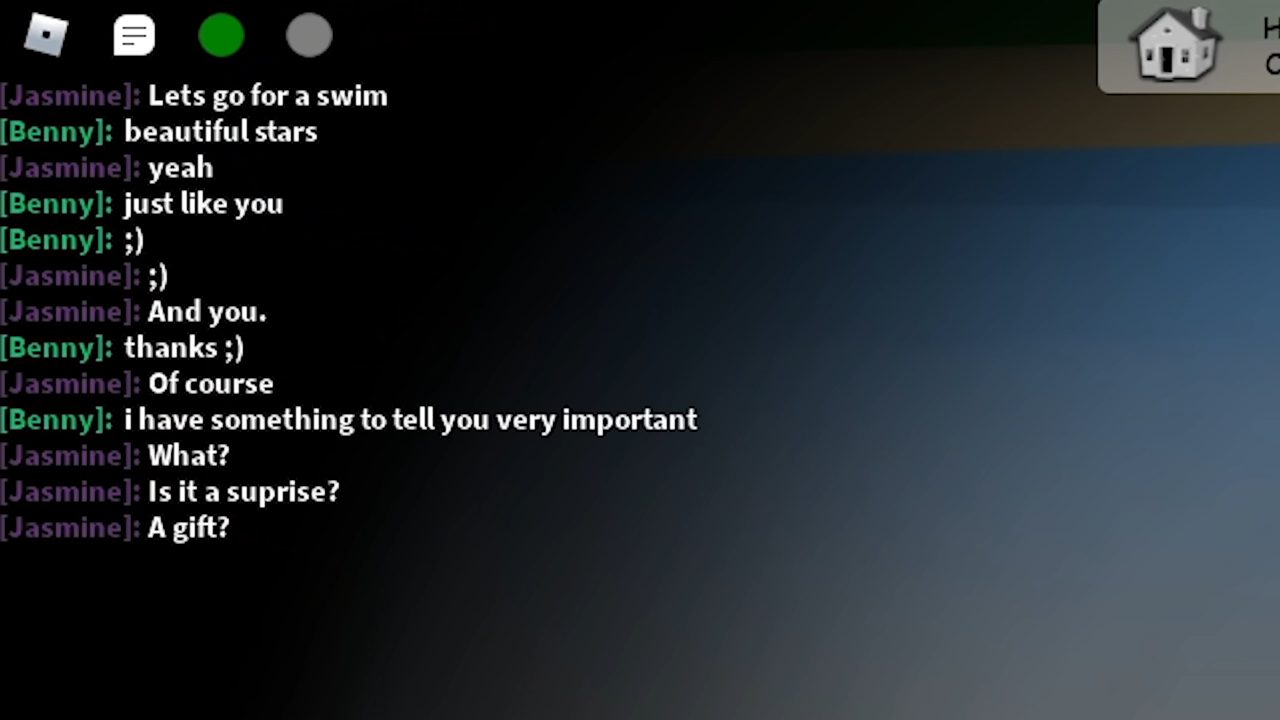 [Jasmine]: Lets go for a swim
[Benny]: beautiful stars
[Jasmine]: yeah
[Benny]: just like you
[Benny]: ;)
[Jasmine]: ;)
[Jasmine]: And you.
[Benny]: thanks ;)
[Jasmine]: Of course
[Benny]: i have something to tell you very important
[Jasmine]: What?
[Jasmine]: Is it a suprise?
[Jasmine]: A gift?